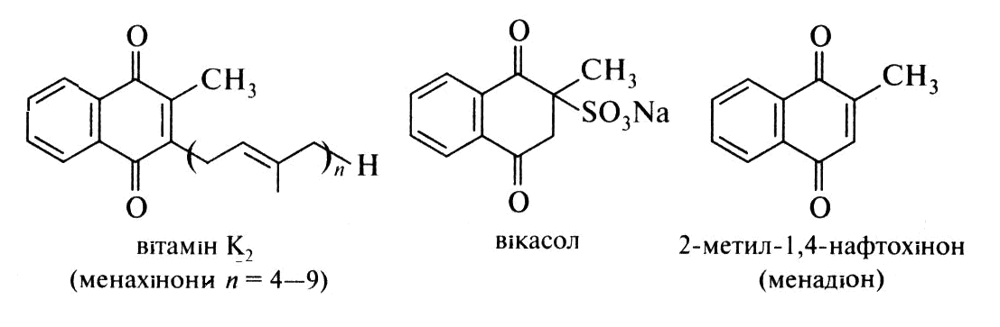 O
CH₃
(
)n H
O
вітамін K₂
(менахінони n = 4—9)
O
CH₃
SO₃Na
O
вікасол
O
CH₃
O
2-метил-1,4-нафтохінон
(менадіон)